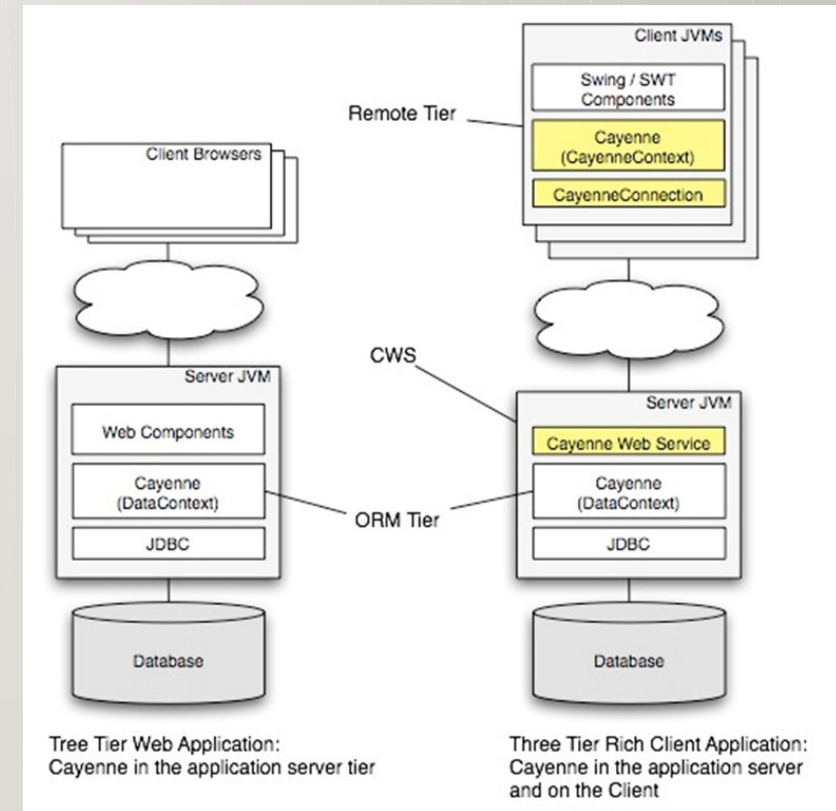 Client JVMs
Swing / SWT
Components
Remote Tier
Cayenne
(CayenneContext)
CayenneConnection
Client Browsers
CWS
Server JVM
Web Components
Cayenne
(DataContext)
JDBC
ORM Tier
Server JVM
Cayenne Web Service
Cayenne
(DataContext)
JDBC
Database
Database
Tree Tier Web Application:
Cayenne in the application server tier
Three Tier Rich Client Application:
Cayenne in the application server
and on the Client